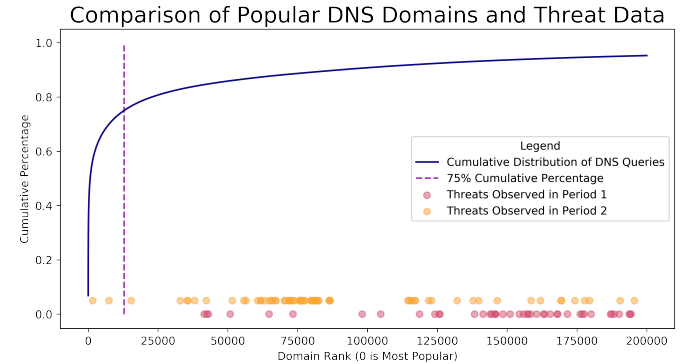 Comparison of Popular DNS Domains and Threat Data
1.0
0.8
0.6
0.4
0.2
0.0
Cumulative Percentage
Legend
Cumulative Distribution of DNS Queries
75% Cumulative Percentage
Threats Observed in Period 1
Threats Observed in Period 2
0 25000 50000 75000 100000 125000 150000 175000 200000
Domain Rank (0 is Most Popular)